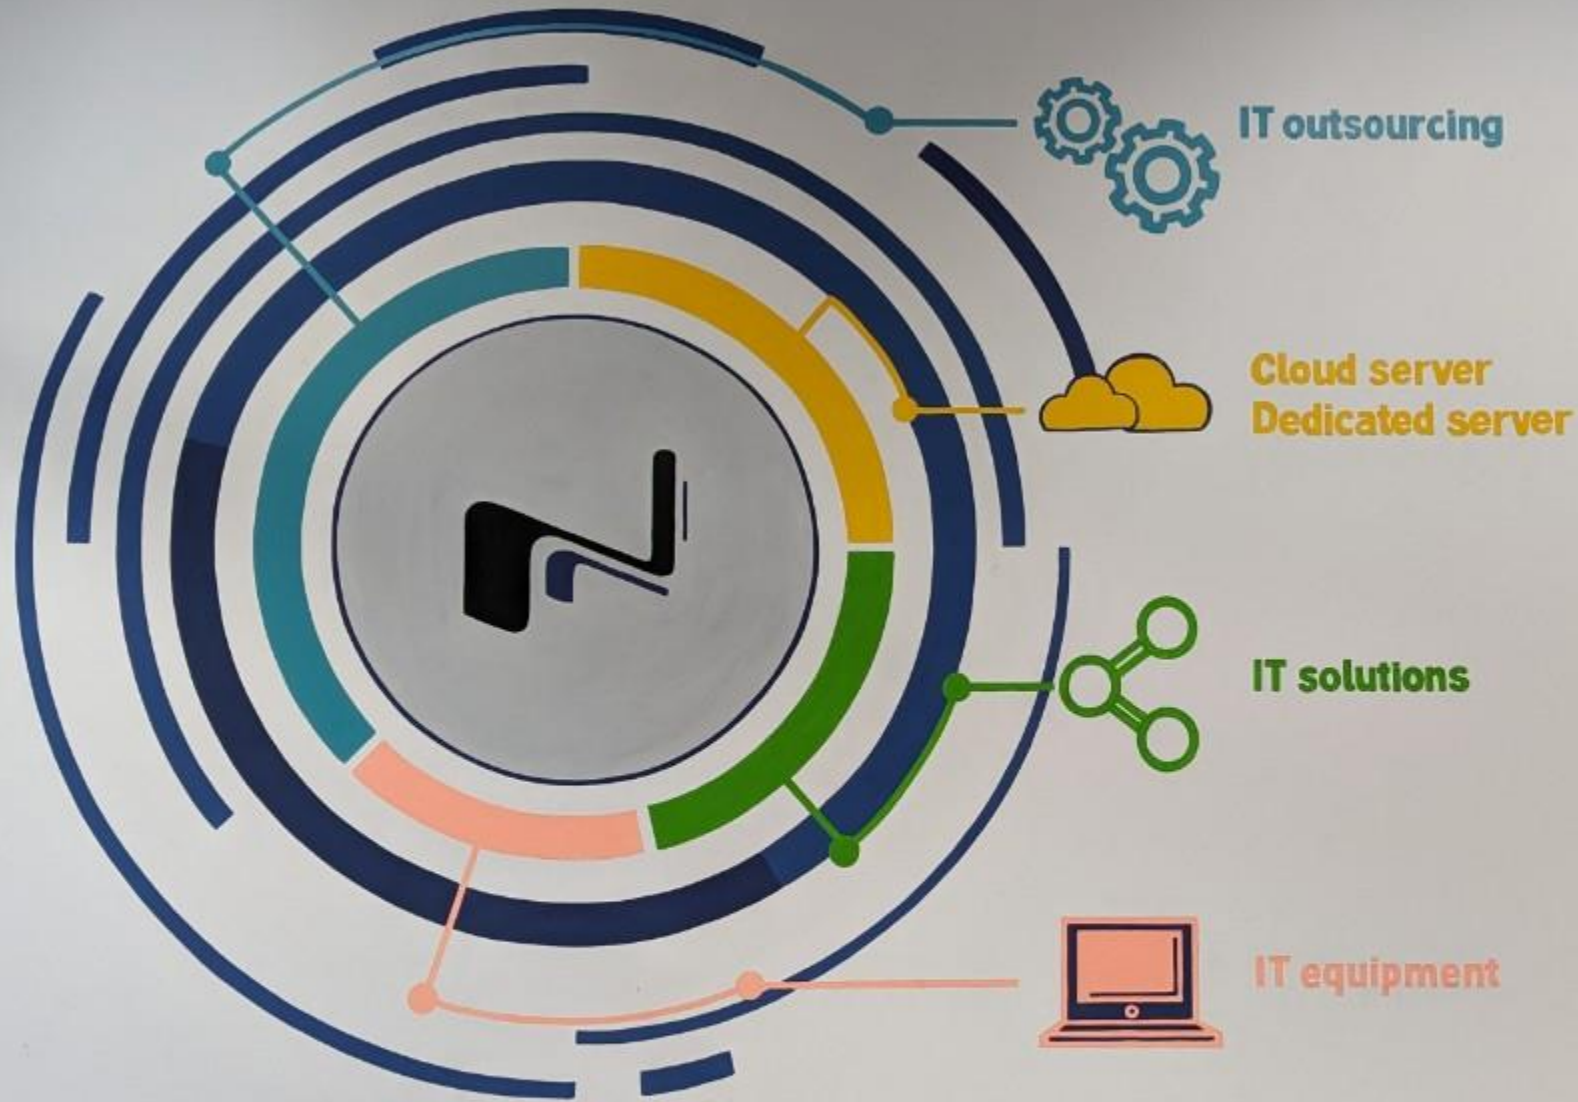 IT outsourcing
Cloud server
Dedicated server
IT solutions
IT equipment